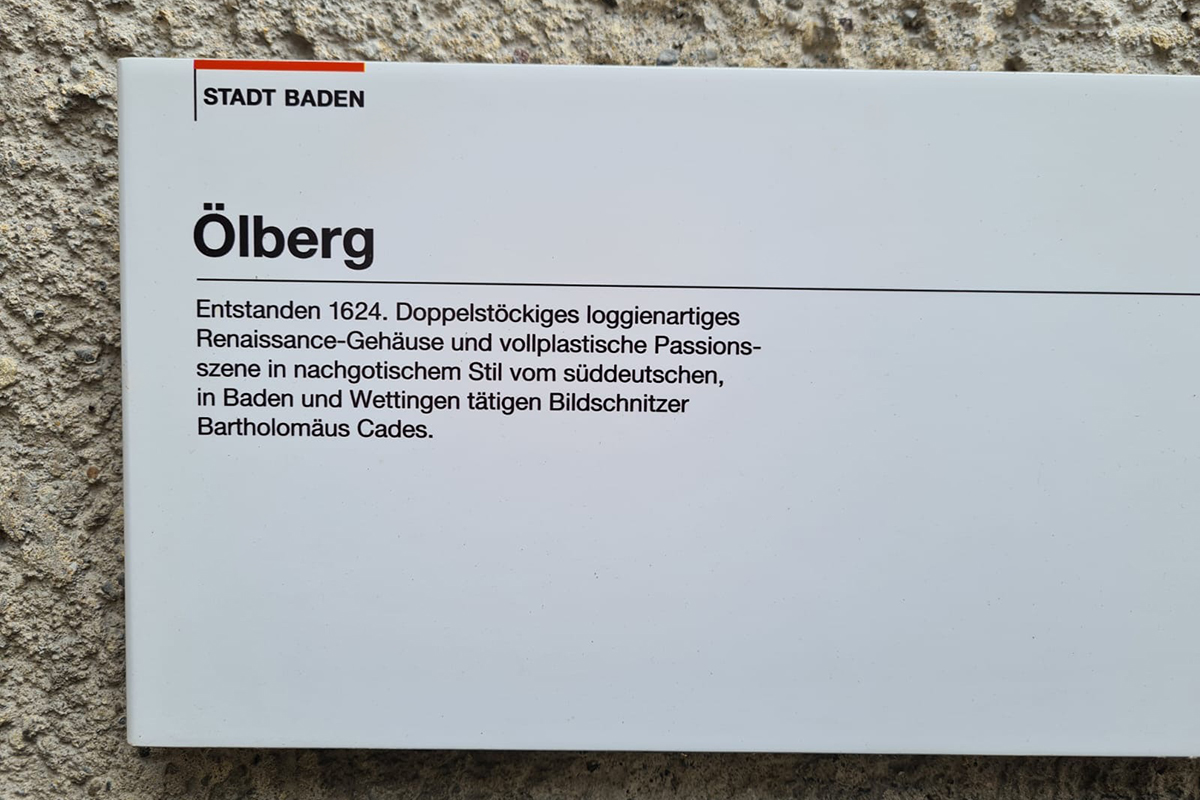 STADT BADEN
Ölberg
Entstanden 1624. Doppelstöckiges loggienartiges
Renaissance-Gehäuse und vollplastische Passions-
szene in nachgotischem Stil vom süddeutschen,
in Baden und Wettingen tätigen Bildschnitzer
Bartholomäus Cades.